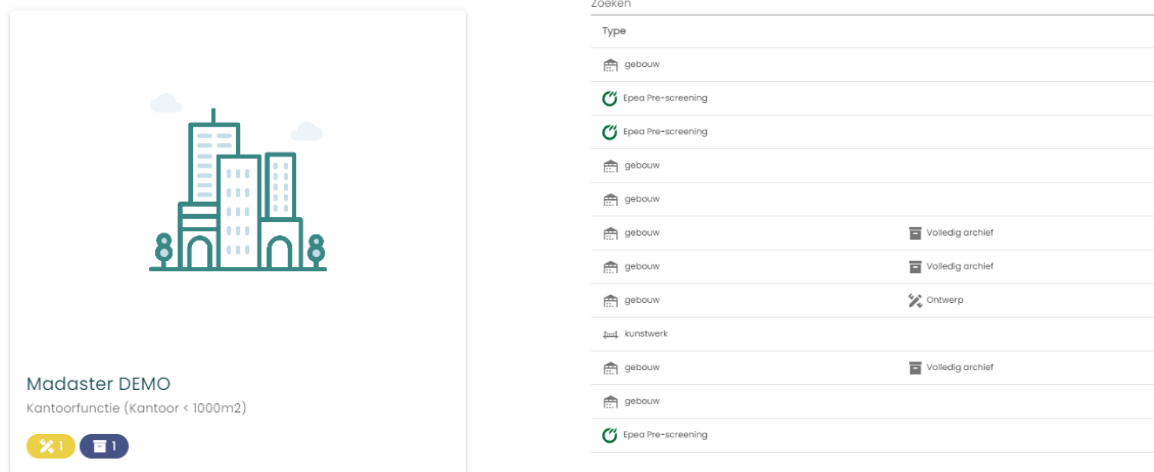 Madaster DEMO
Kantoorfunctie (Kantoor < 1000m2)
1 1
Zoeken
Type
gebouw
Epea Pre-screening
Epea Pre-screening
gebouw
gebouw
gebouw Volledig archief
gebouw Volledig archief
gebouw Ontwerp
kunstwerk
gebouw Volledig archief
gebouw
Epea Pre-screening